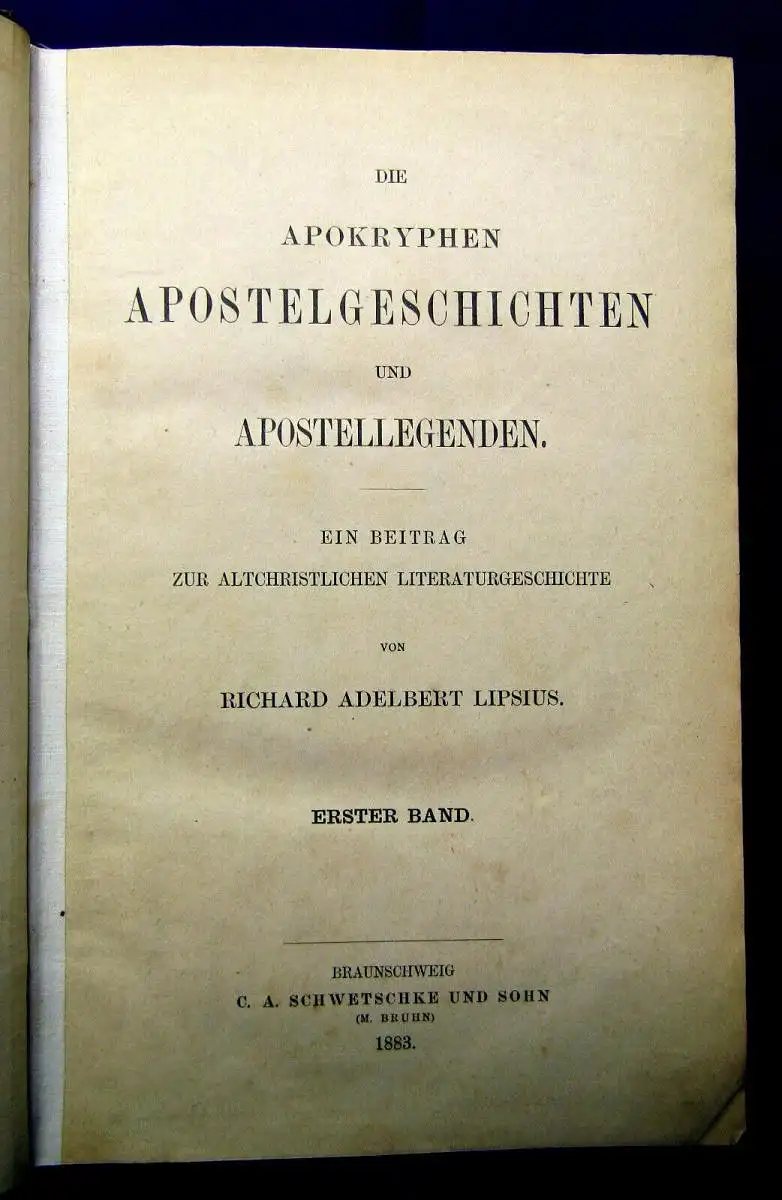 DIE
APOKRYPHEN
APOSTELGESCHICHTEN
UND
APOSTELLEGENDEN.
EIN BEITRAG
ZUR ALTCHRISTLICHEN LITERATURGESCHICHTE
VON
RICHARD ADELBERT LIPSIUS.
ERSTER BAND.
BRAUNSCHWEIG
C. A. SCHWETSCHKE UND SOHN
(M. BRUHN)
1883.